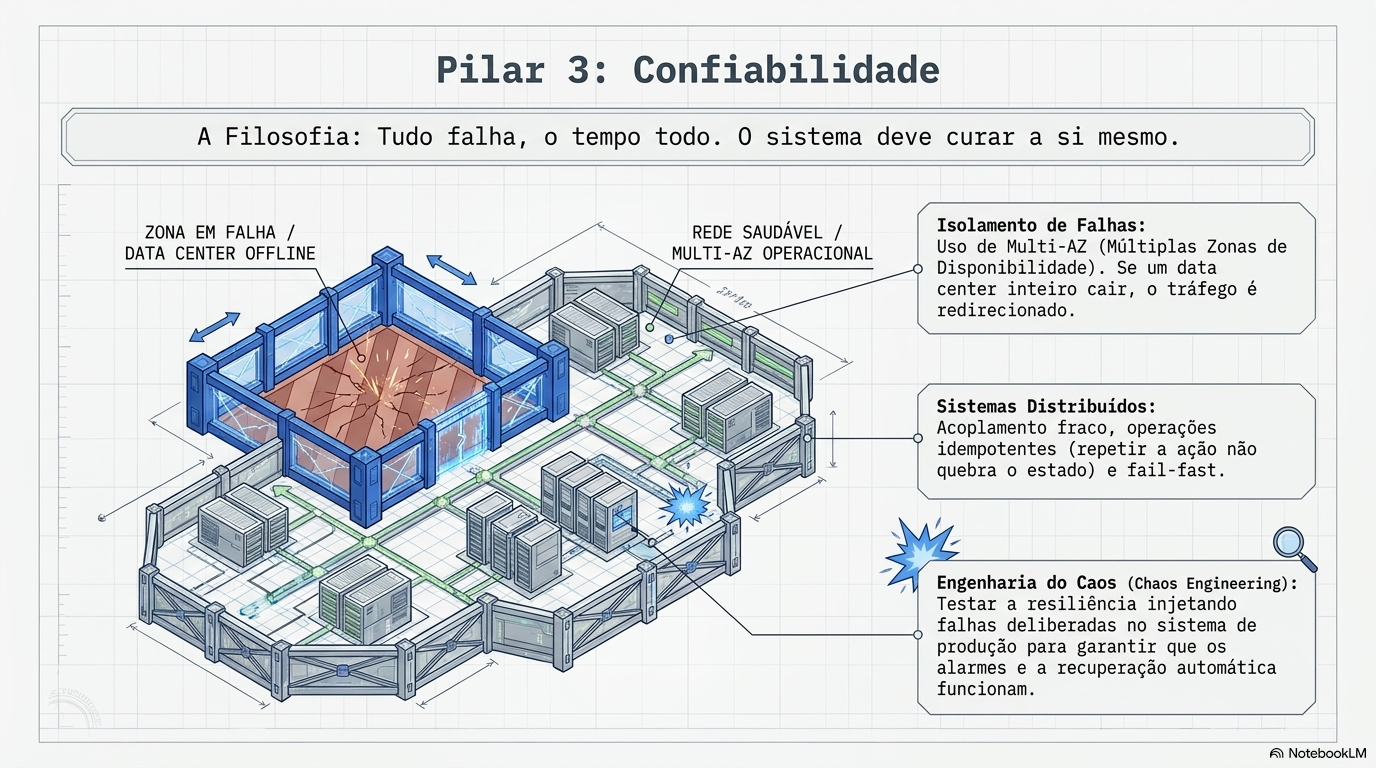 Pilar 3: Confiabilidade
A Filosofia: Tudo falha, o tempo todo. O sistema deve curar a si mesmo.
ZONA EM FALHA /
DATA CENTER OFFLINE
REDE SAUDÁVEL /
MULTI-AZ OPERACIONAL
Isolamento de Falhas:
Uso de Multi-AZ (Múltiplas Zonas de
Disponibilidade). Se um data
center inteiro cair, o tráfego é
redirecionado.
Sistemas Distribuídos:
Acoplamento fraco, operações
idempotentes (repetir a ação não
quebra o estado) e fail-fast.
Engenharia do Caos (Chaos Engineering):
Testar a resiliência injetando
falhas deliberadas no sistema de
produção para garantir que os
alarmes e a recuperação automática
funcionam.
NotebookLM